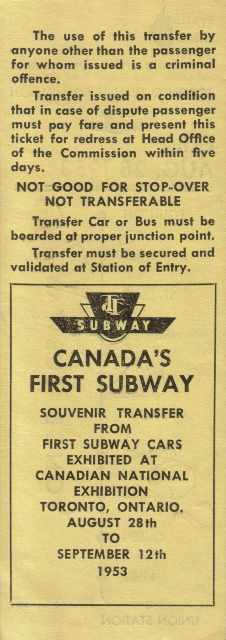 The use of this transfer by
anyone other than the passenger
for whom issued is a criminal
offence.
Transfer issued on condition
that in case of dispute passenger
must pay fare and present this
ticket for redress at Head Office
of the Commission within five
days.
NOT GOOD FOR STOP-OVER
NOT TRANSFERABLE
Transfer Car or Bus must be
boarded at proper junction point.
Transfer must be secured and
validated at Station of Entry.
TTC
SUBWAY
CANADA'S
FIRST SUBWAY
SOUVENIR TRANSFER
FROM
FIRST SUBWAY CARS
EXHIBITED AT
CANADIAN NATIONAL
EXHIBITION
TORONTO, ONTARIO.
AUGUST 28th
TO
SEPTEMBER 12th
1953
UNION STATION